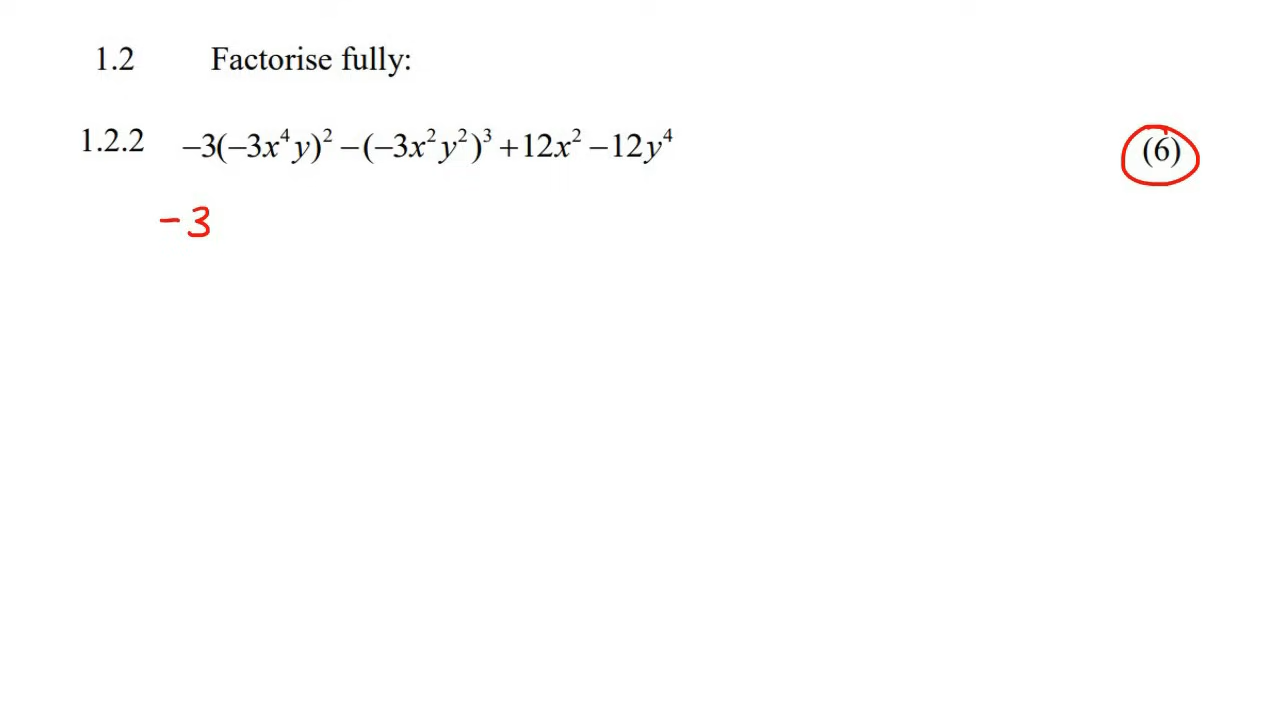 1.2 Factorise fully:
1.2.2 −3(−3x⁴y)² −(−3x²y²)³ +12x² −12y⁴ (6)
−3